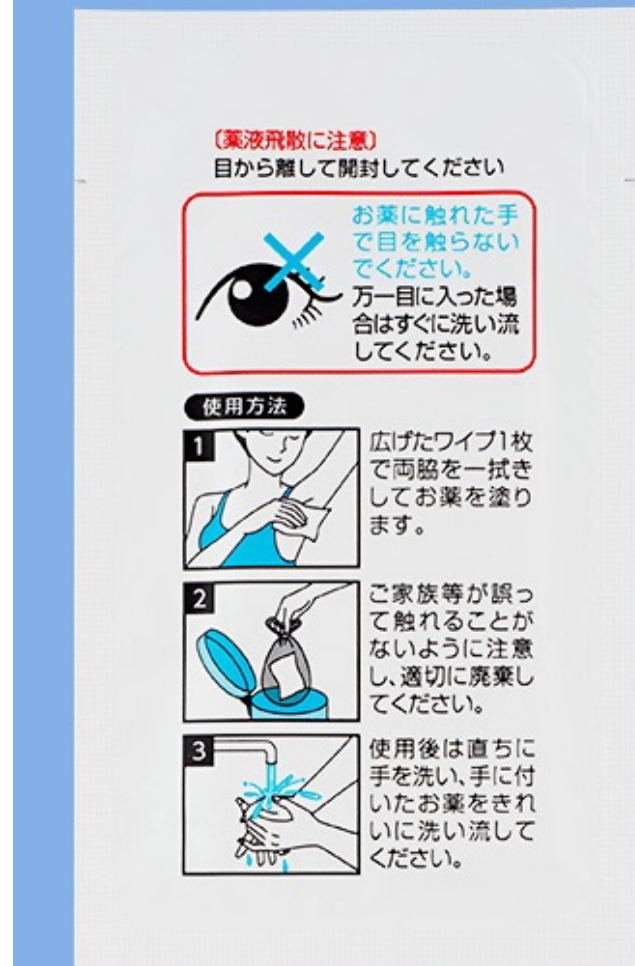 〔薬液飛散に注意〕
目から離して開封してください
お薬に触れた手
で目を触らない
でください。
万一目に入った場
合はすぐに洗い流
してください。
使用方法
1
広げたワイプ1枚
で両脇を一拭き
してお薬を塗り
ます。
2
ご家族等が誤っ
て触れることが
ないように注意
し、適切に廃棄し
てください。
3
使用後は直ちに
手を洗い、手に付
いたお薬をきれ
いに洗い流して
ください。